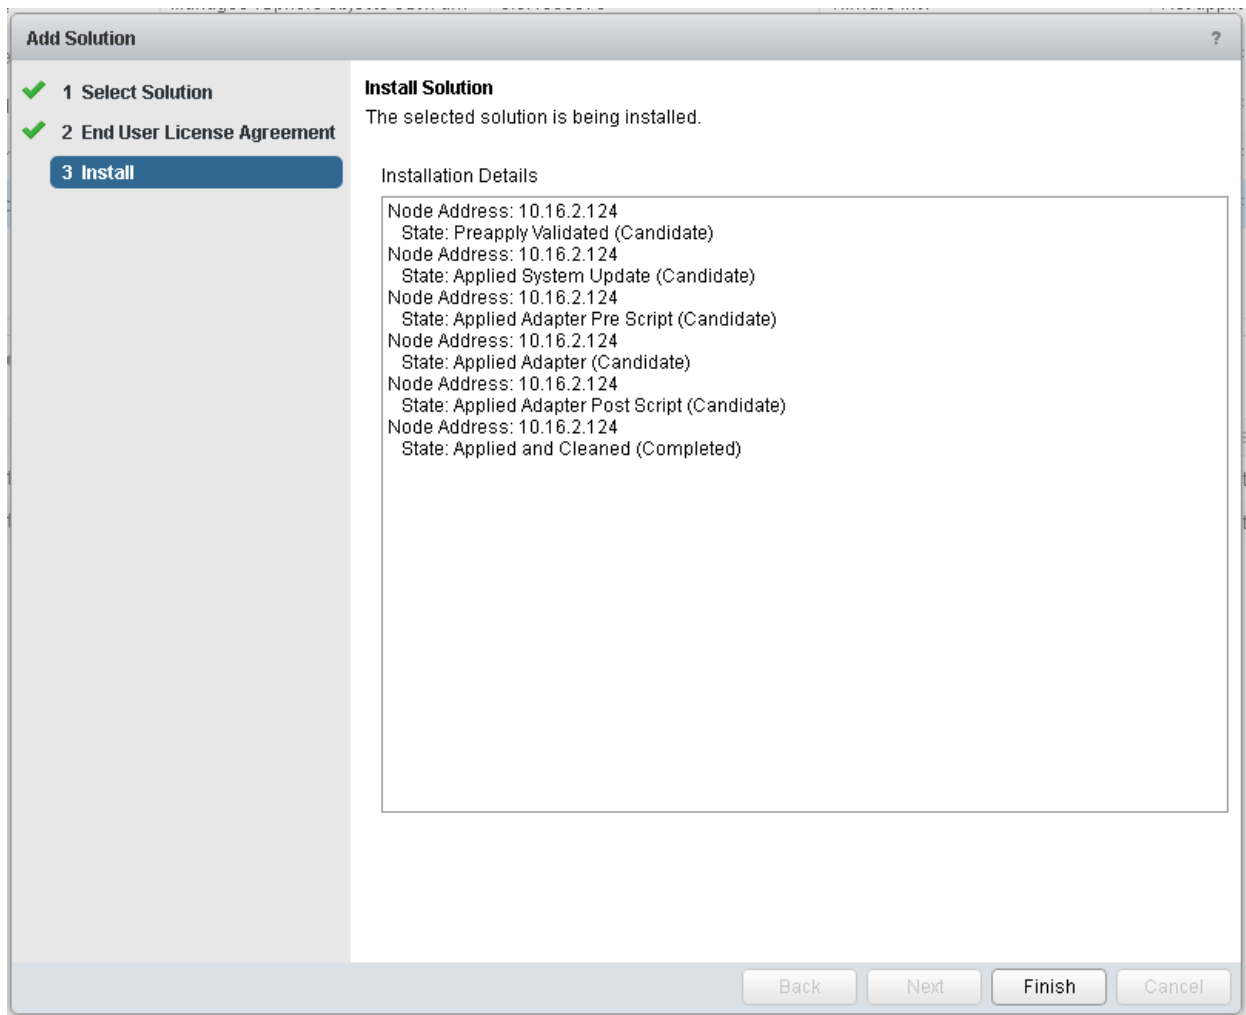 Add Solution
?
1 Select Solution
2 End User License Agreement
3 Install
Install Solution
The selected solution is being installed.
Installation Details
Node Address: 10.16.2.124
State: Preapply Validated (Candidate)
Node Address: 10.16.2.124
State: Applied System Update (Candidate)
Node Address: 10.16.2.124
State: Applied Adapter Pre Script (Candidate)
Node Address: 10.16.2.124
State: Applied Adapter (Candidate)
Node Address: 10.16.2.124
State: Applied Adapter Post Script (Candidate)
Node Address: 10.16.2.124
State: Applied and Cleaned (Completed)
Back
Next
Finish
Cancel